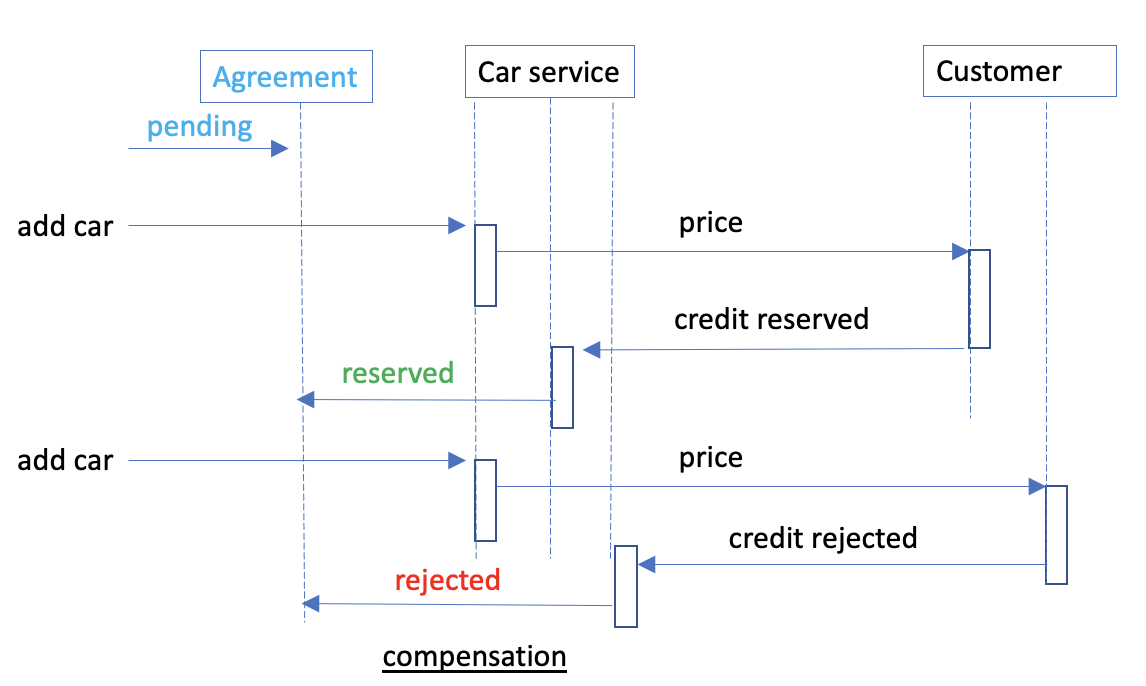 Agreement
Car service
Customer
pending
add car
price
credit reserved
reserved
add car
price
credit rejected
rejected
compensation